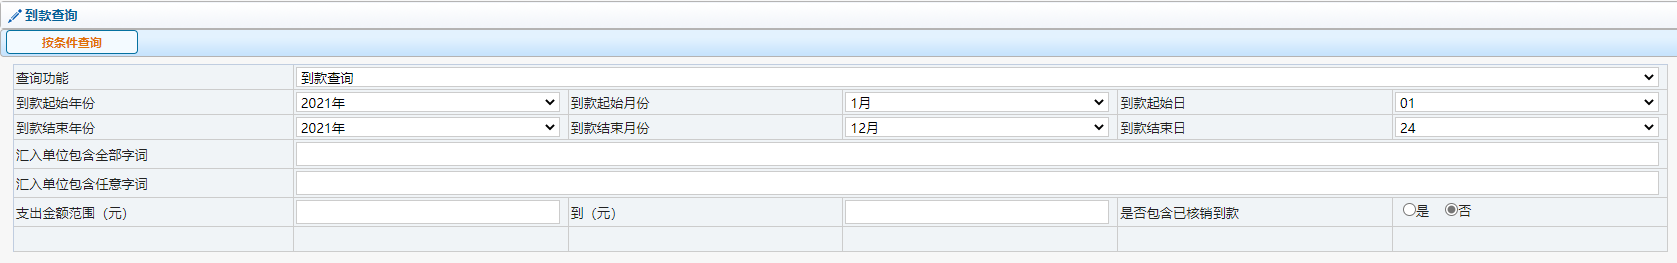 到款查询
按条件查询
查询功能 到款查询
到款起始年份 2021年 到款起始月份 1月 到款起始日 01
到款结束年份 2021年 到款结束月份 12月 到款结束日 24
汇入单位包含全部字词
汇入单位包含任意字词
支出金额范围（元） 到（元） 是否包含已核销到款 是 否